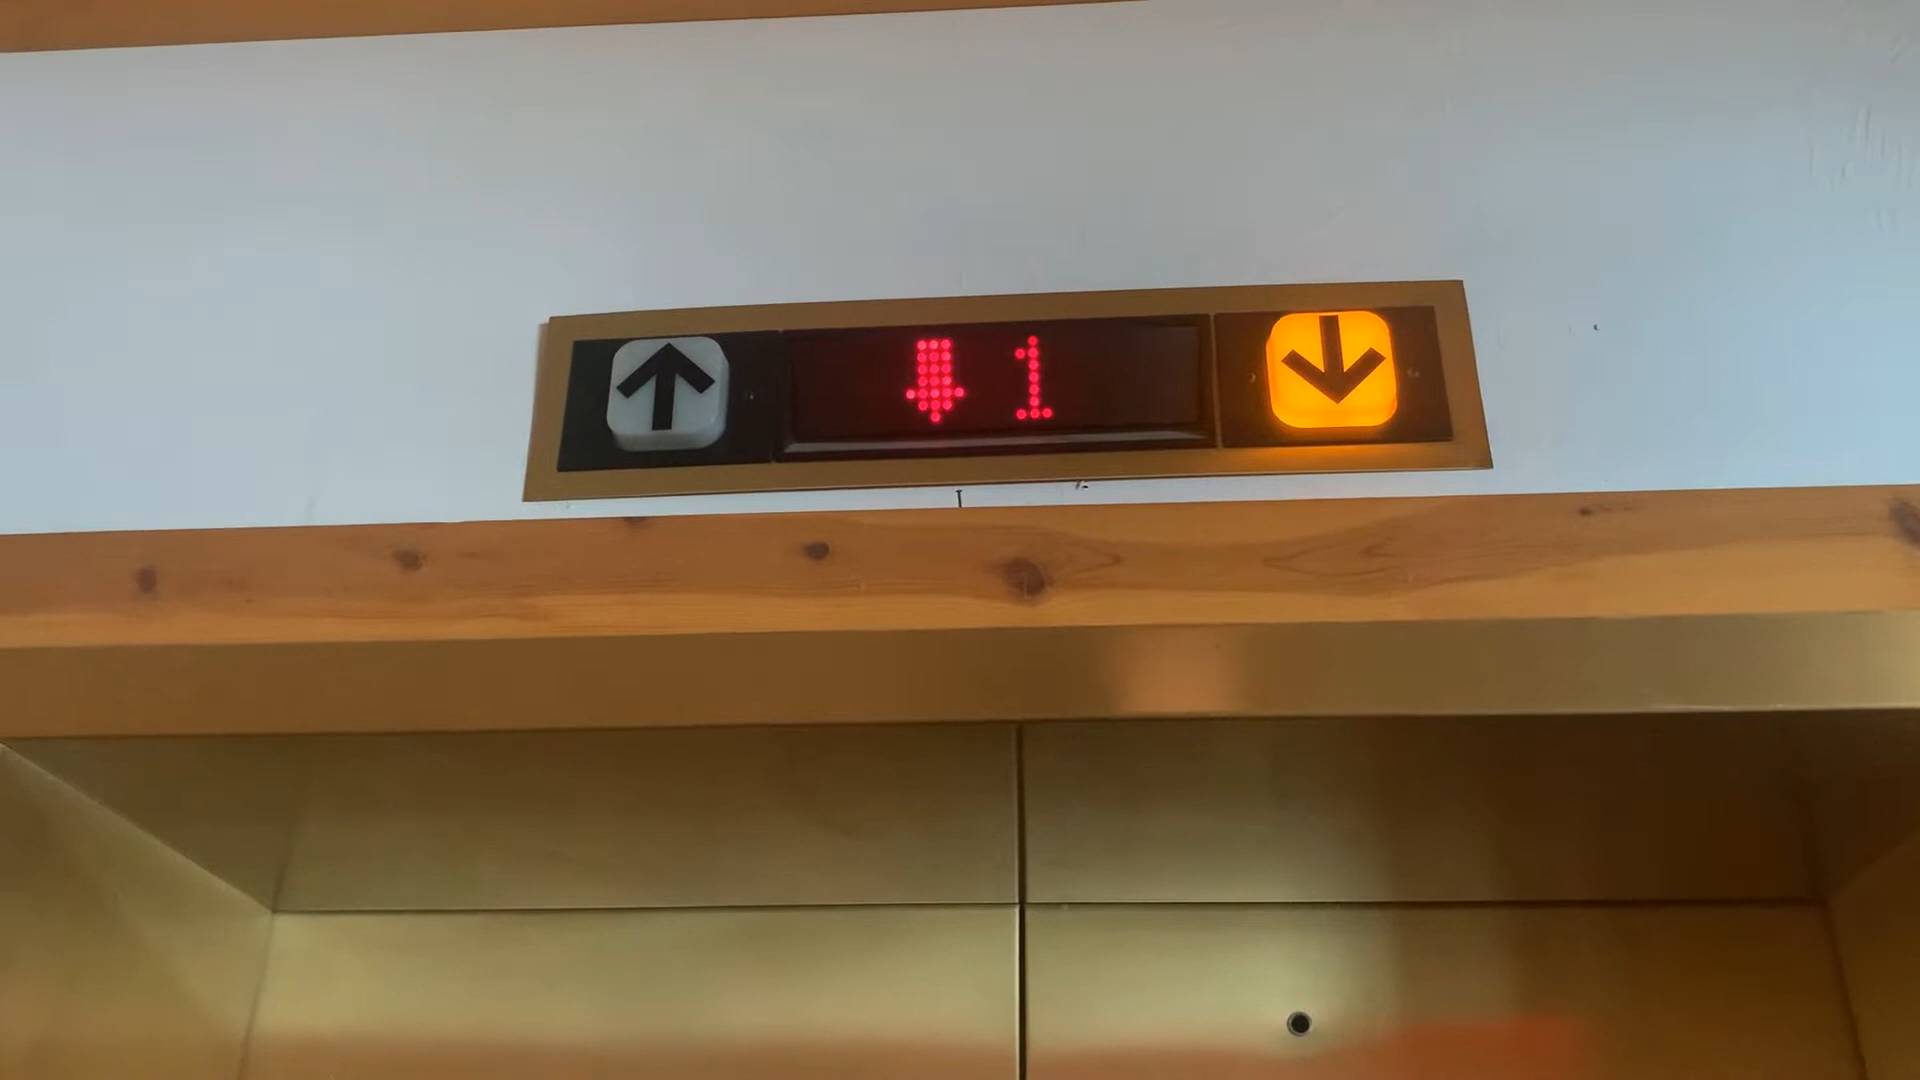 ↑ ↓ 1 ↓